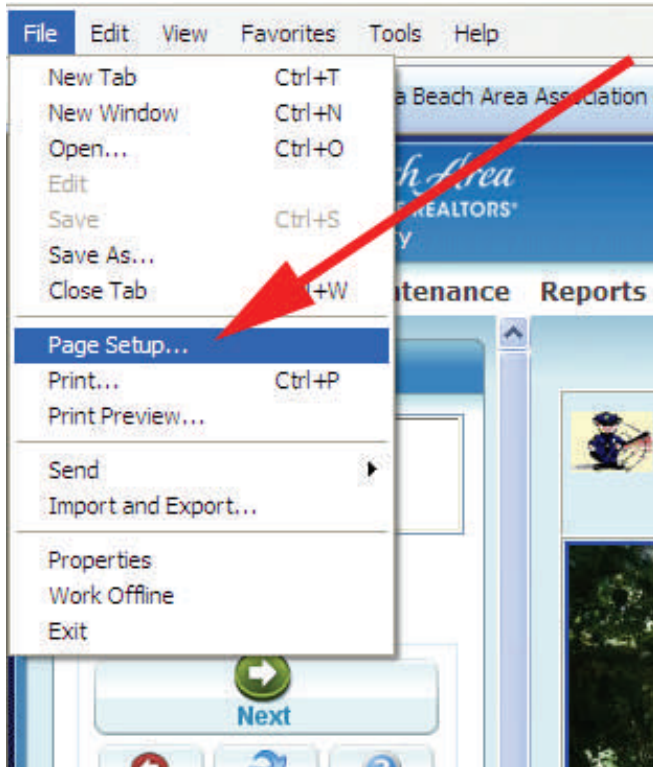 File Edit View Favorites Tools Help
New Tab Ctrl+T
a Beach Area Association
New Window Ctrl+N
Open... Ctrl+O
Edit
Area
REALTORS®
Save Ctrl+S
y
Save As...
Close Tab +W
tenance Reports
Page Setup...
Print... Ctrl+P
Print Preview...
Send
Import and Export...
Properties
Work Offline
Exit
Next